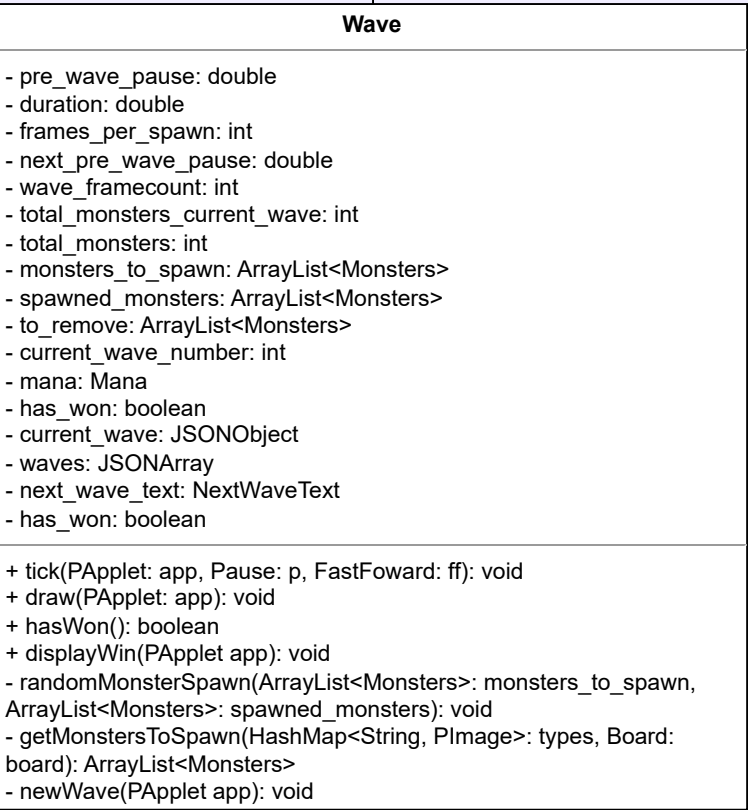 Wave
- pre_wave_pause: double
- duration: double
- frames_per_spawn: int
- next_pre_wave_pause: double
- wave_framecount: int
- total_monsters_current_wave: int
- total_monsters: int
- monsters_to_spawn: ArrayList<Monsters>
- spawned_monsters: ArrayList<Monsters>
- to_remove: ArrayList<Monsters>
- current_wave_number: int
- mana: Mana
- has_won: boolean
- current_wave: JSONObject
- waves: JSONArray
- next_wave_text: NextWaveText
- has_won: boolean
+ tick(PApplet: app, Pause: p, FastFoward: ff): void
+ draw(PApplet: app): void
+ hasWon(): boolean
+ displayWin(PApplet app): void
- randomMonsterSpawn(ArrayList<Monsters>: monsters_to_spawn,
ArrayList<Monsters>: spawned_monsters): void
- getMonstersToSpawn(HashMap<String, PImage>: types, Board:
board): ArrayList<Monsters>
- newWave(PApplet app): void